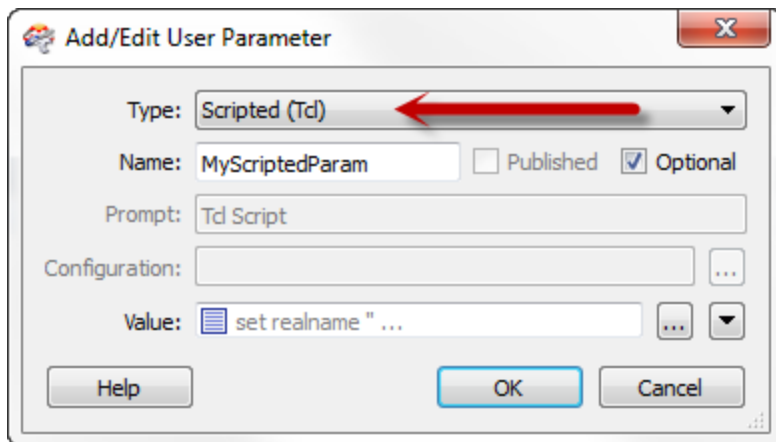 Add/Edit User Parameter
Type: Scripted (Tcl)
Name: MyScriptedParam Published Optional
Prompt: Tcl Script
Configuration: ...
Value: set realname " ... ...
Help OK Cancel